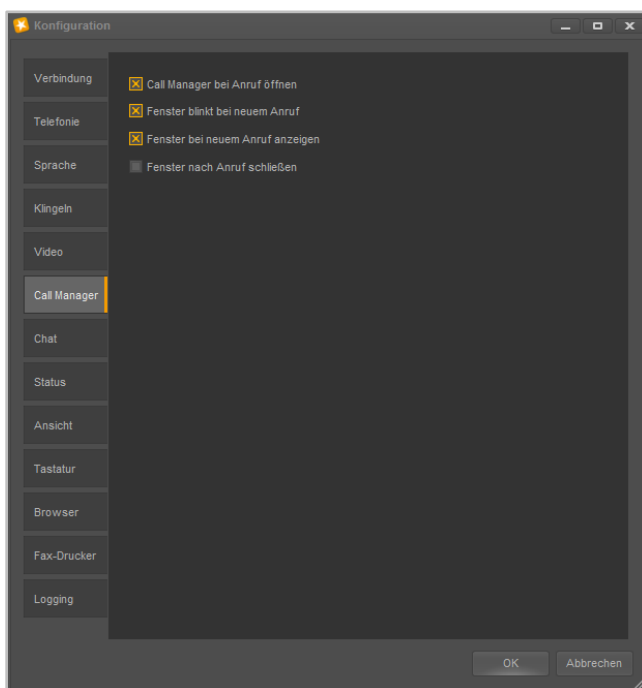 Konfiguration
Verbindung
Telefonie
Sprache
Klingeln
Video
Call Manager
Chat
Status
Ansicht
Tastatur
Browser
Fax-Drucker
Logging
Call Manager bei Anruf öffnen
Fenster blinkt bei neuem Anruf
Fenster bei neuem Anruf anzeigen
Fenster nach Anruf schließen
OK
Abbrechen